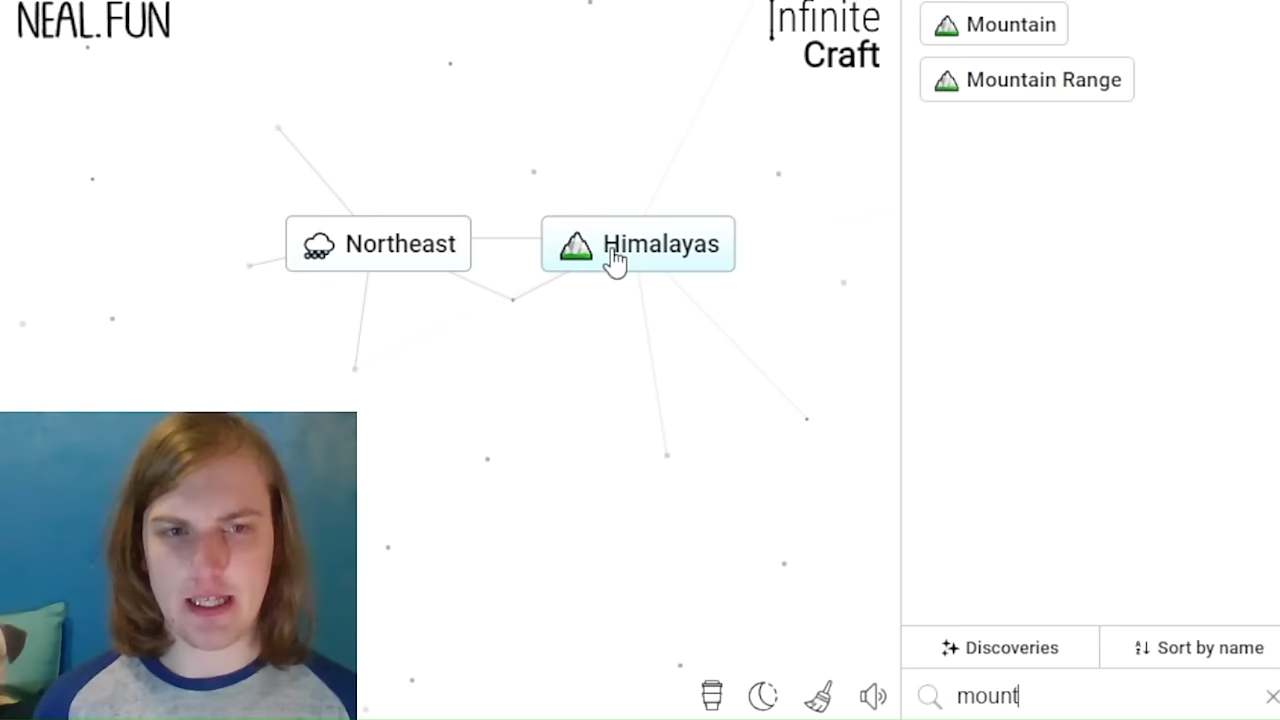 NEAL.FUN
Infinite
Craft
Mountain
Mountain Range
Northeast
Himalayas
Discoveries
Sort by name
mount